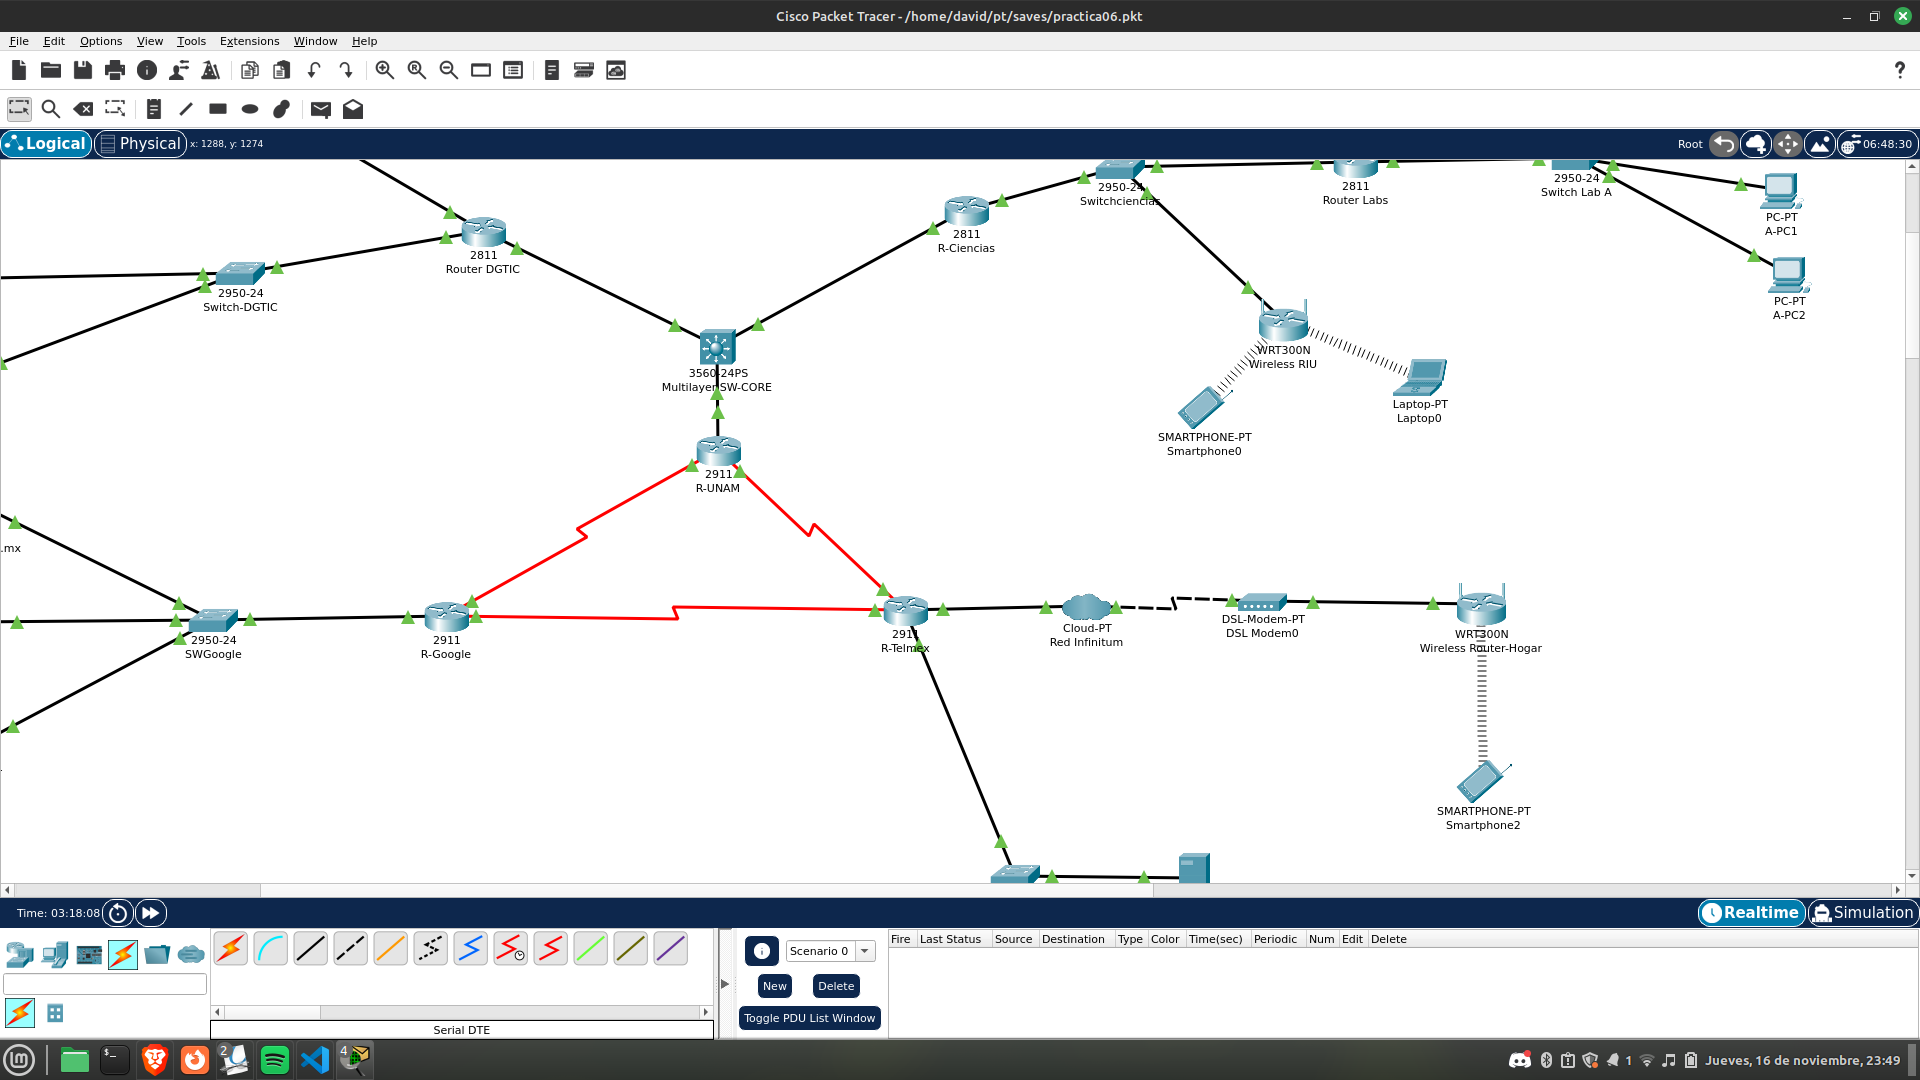 Cisco Packet Tracer - /home/david/pt/saves/practica06.pkt
File Edit Options View Tools Extensions Window Help
?
Logical Physical x: 1288, y: 1274 Root 06:48:30
2950-24
Switchciencias
2811
Router Labs
2950-24
Switch Lab A
PC-PT
A-PC1
2811
R-Ciencias
2811
Router DGTIC
2950-24
Switch-DGTIC
PC-PT
A-PC2
WRT300N
Wireless RIU
3560-24PS
Multilayer SW-CORE
Laptop-PT
Laptop0
SMARTPHONE-PT
Smartphone0
2911
R-UNAM
.mx
2950-24
SWGoogle
2911
R-Google
2911
R-Telmex
Cloud-PT
Red Infinitum
DSL-Modem-PT
DSL Modem0
WRT300N
Wireless Router-Hogar
SMARTPHONE-PT
Smartphone2
Time: 03:18:08 Realtime Simulation
Scenario 0
New Delete
Toggle PDU List Window
Fire Last Status Source Destination Type Color Time(sec) Periodic Num Edit Delete
Serial DTE
2 4 1 Jueves, 16 de noviembre, 23:49